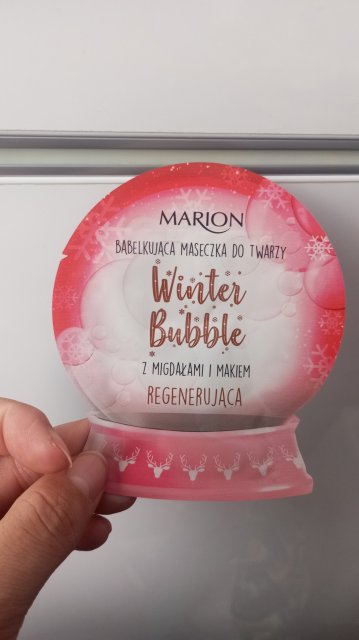 MARION
BĄBELKUJĄCA MASECZKA DO TWARZY
Winter
Bubble
Z MIGDAŁAMI I MAKIEM
REGENERUJĄCA